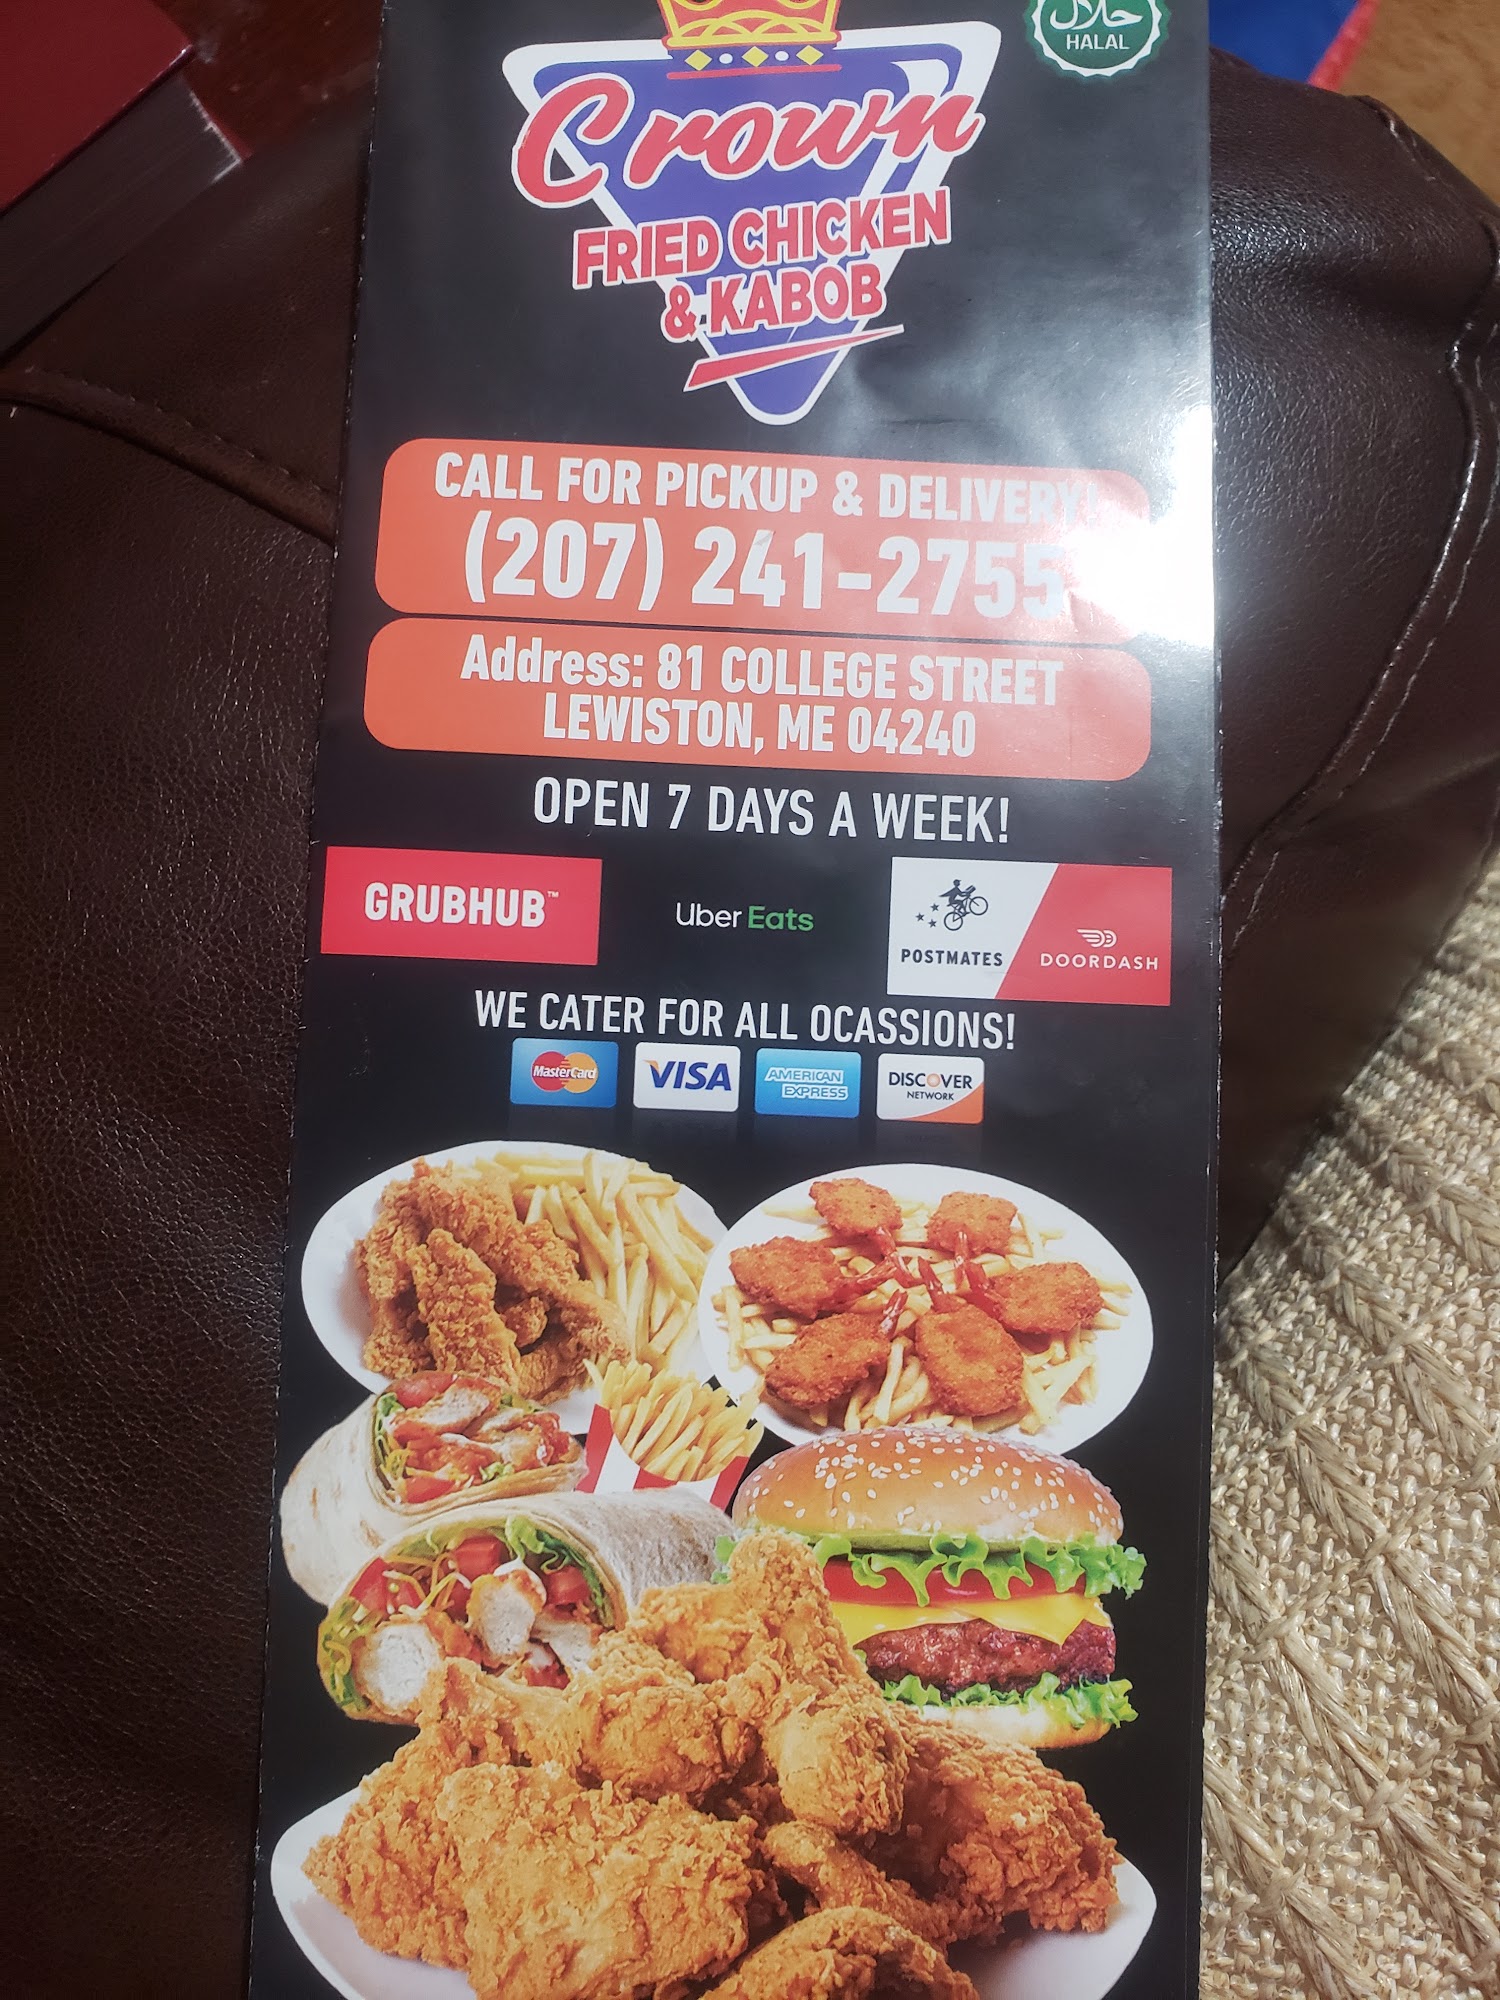 حلال
HALAL
Crown
FRIED CHICKEN
& KABOB
CALL FOR PICKUP & DELIVERY!
(207) 241-2755
Address: 81 COLLEGE STREET
LEWISTON, ME 04240
OPEN 7 DAYS A WEEK!
GRUBHUB™
Uber Eats
POSTMATES
DOORDASH
WE CATER FOR ALL OCASSIONS!
MasterCard
VISA
AMERICAN
EXPRESS
DISCOVER
NETWORK